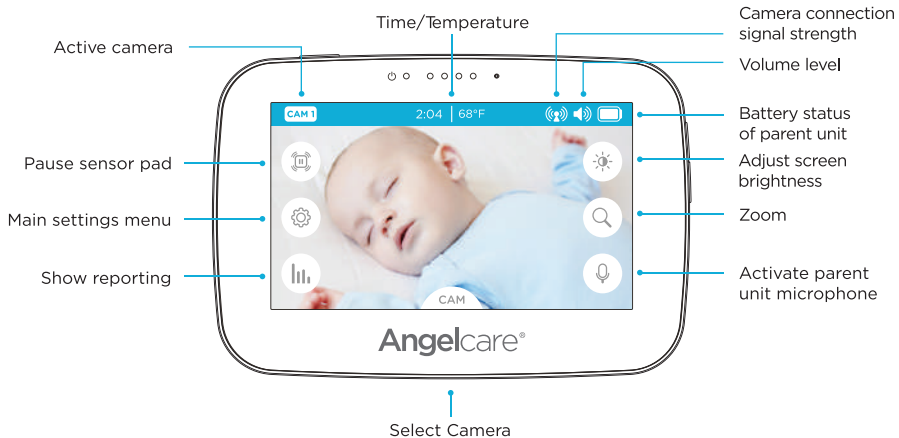 Time/Temperature
Camera connection
signal strength
Active camera
Volume level
CAM 1
2:04
68°F
Battery status
of parent unit
Pause sensor pad
Adjust screen
brightness
Main settings menu
Zoom
Show reporting
Activate parent
unit microphone
CAM
Angelcare®
Select Camera